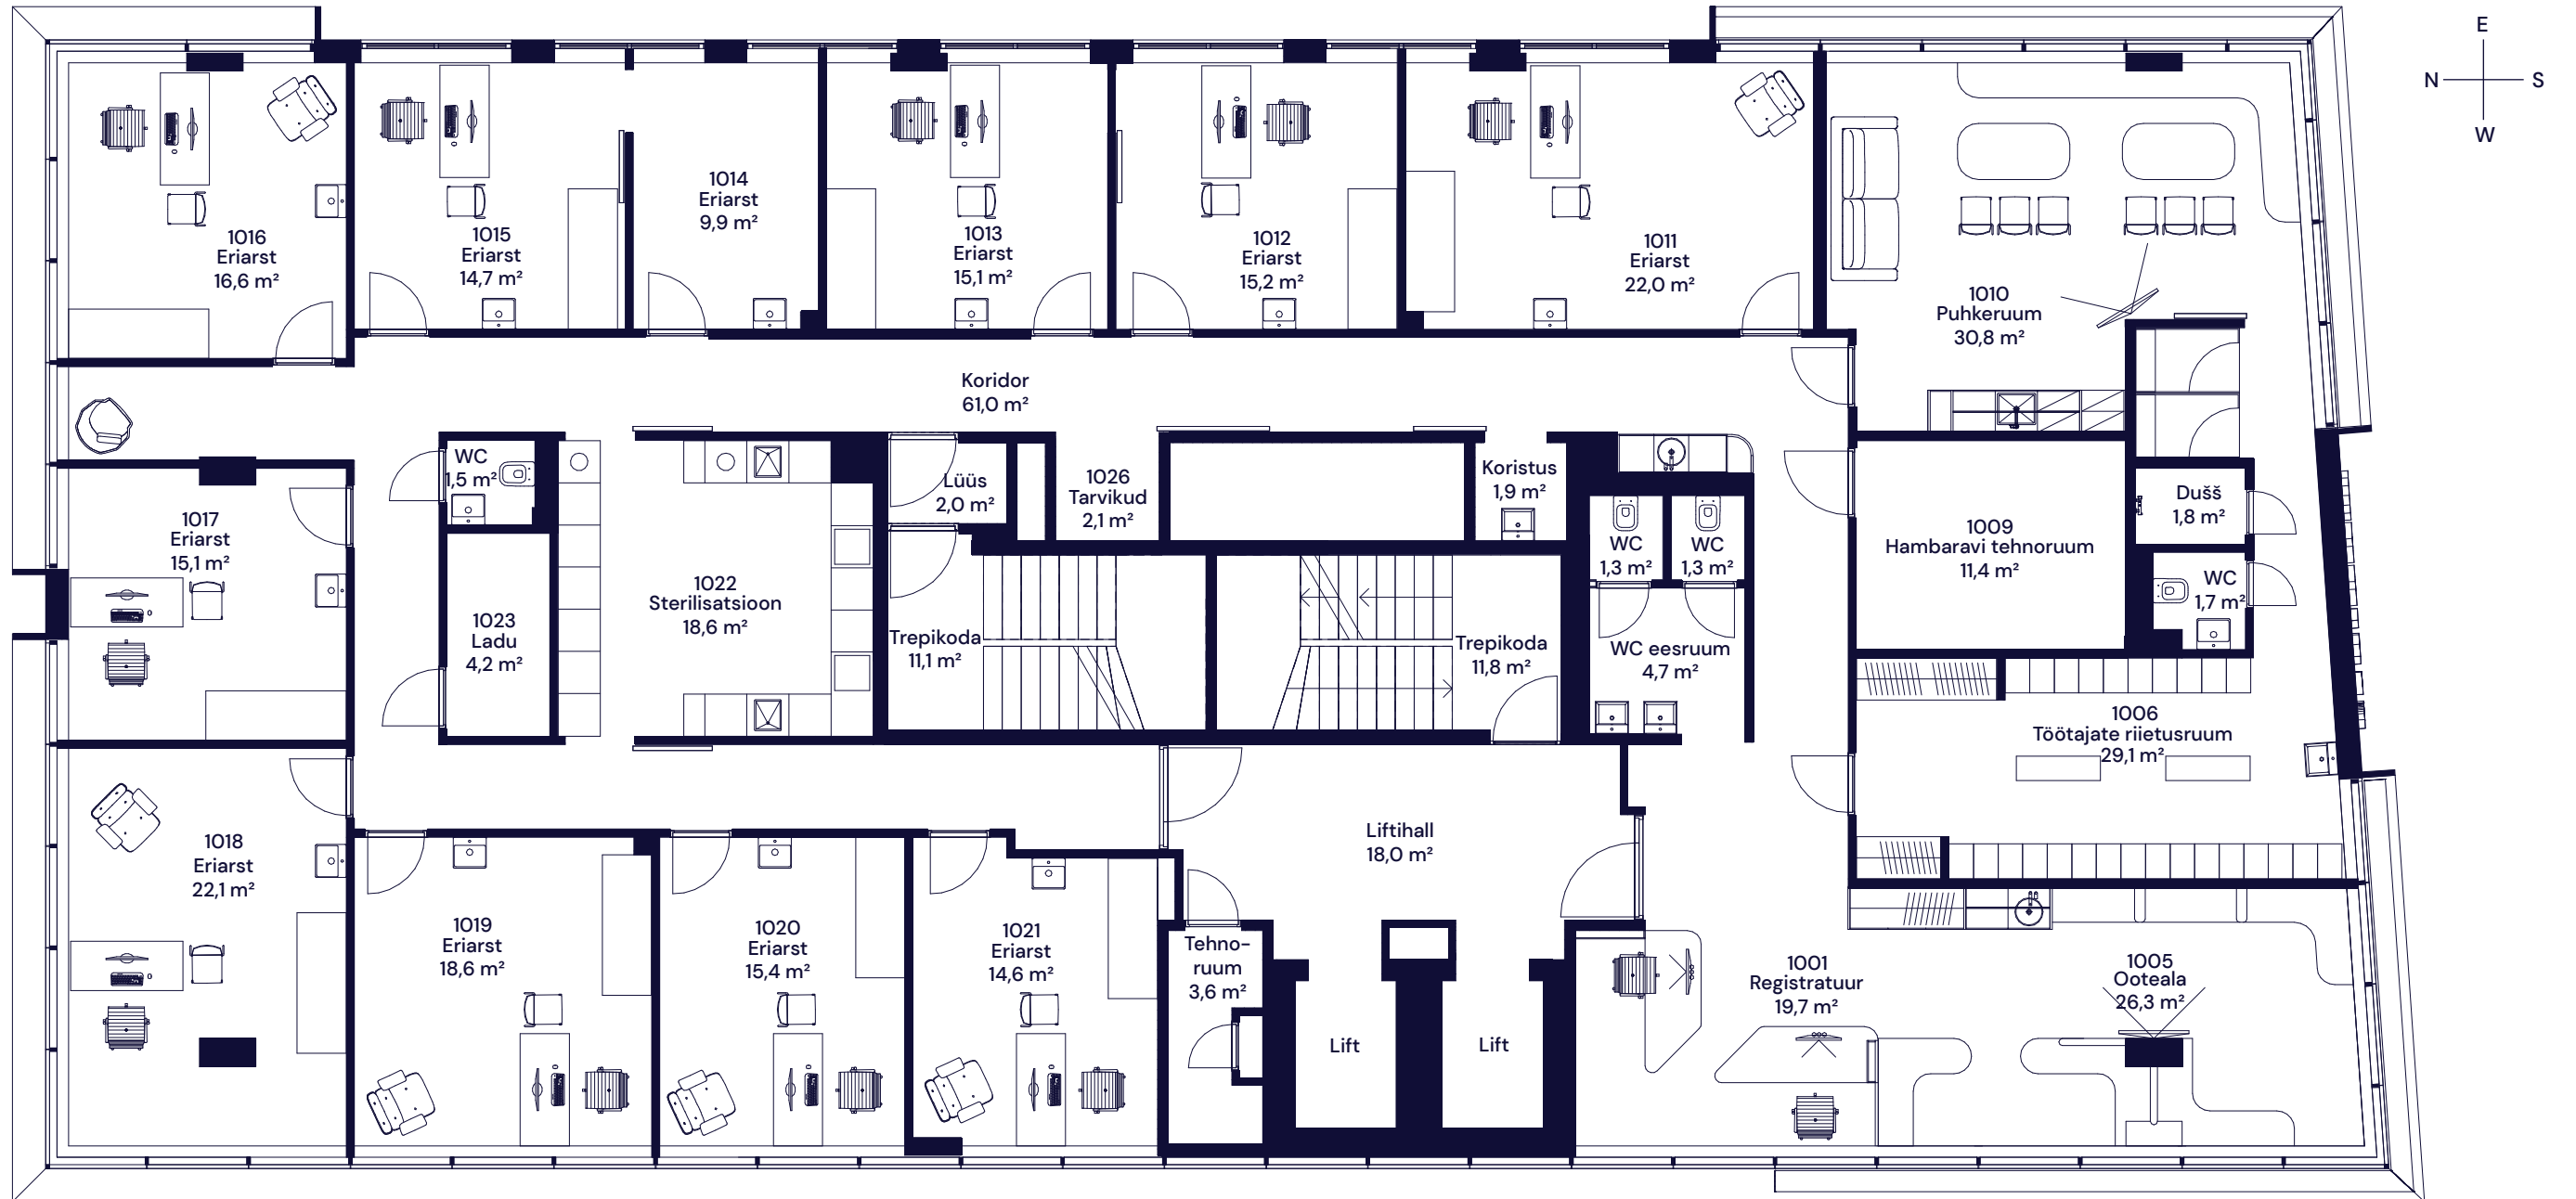 E
N
S
W
1016
Eriarst
16,6 m²
1015
Eriarst
14,7 m²
1014
Eriarst
9,9 m²
1013
Eriarst
15,1 m²
1012
Eriarst
15,2 m²
1011
Eriarst
22,0 m²
1010
Puhkeruum
30,8 m²
Koridor
61,0 m²
WC
1,5 m²
Lüüs
2,0 m²
1026
Tarvikud
2,1 m²
Koristus
1,9 m²
WC
1,3 m²
WC
1,3 m²
1009
Hambaravi tehnoruum
11,4 m²
Dušš
1,8 m²
WC
1,7 m²
1017
Eriarst
15,1 m²
1023
Ladu
4,2 m²
1022
Sterilisatsioon
18,6 m²
Trepikoda
11,1 m²
Trepikoda
11,8 m²
WC eesruum
4,7 m²
1006
Töötajate riietusruum
29,1 m²
1018
Eriarst
22,1 m²
Liftihall
18,0 m²
1019
Eriarst
18,6 m²
1020
Eriarst
15,4 m²
1021
Eriarst
14,6 m²
Tehno-
ruum
3,6 m²
Lift
Lift
1001
Registratuur
19,7 m²
1005
Ooteala
26,3 m²